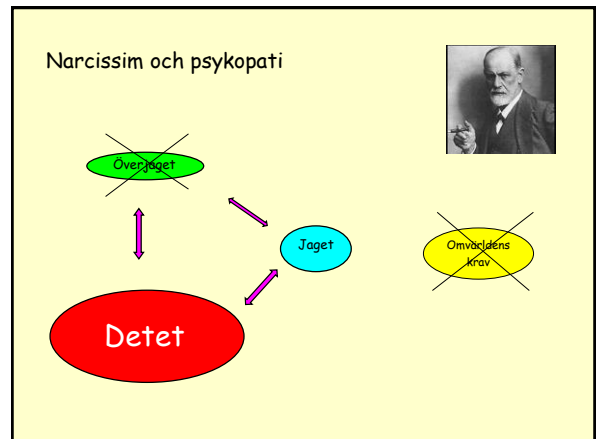 Narcissim och psykopati
Överjaget
Jaget
Omvärldens
krav
Detet